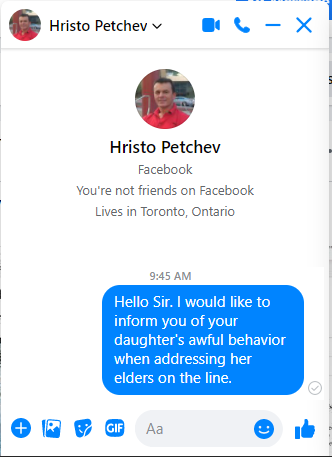 Hristo Petchev
Hristo Petchev
Facebook
You're not friends on Facebook
Lives in Toronto, Ontario
9:45 AM
Hello Sir. I would like to
inform you of your
daughter's awful behavior
when addressing her
elders on the line.
GIF
Aa